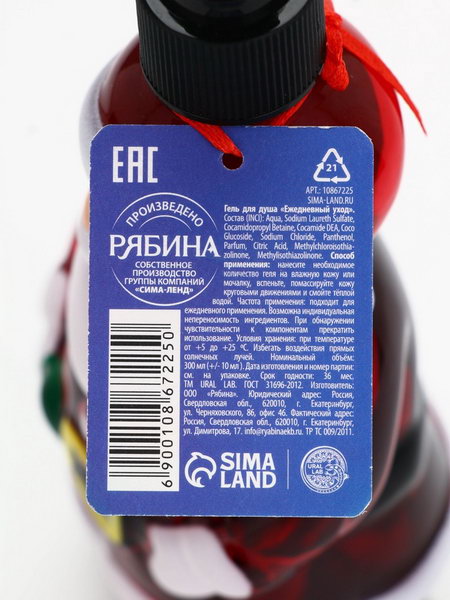 EAC
21
АРТ.: 10867225
SIMA-LAND.RU
ПРОИЗВЕДЕНО
РЯБИНА
СОБСТВЕННОЕ
ПРОИЗВОДСТВО
ГРУППЫ КОМПАНИЙ
«СИМА-ЛЕНД»
Гель для душа «Ежедневный уход».
Состав (INCI): Aqua, Sodium Laureth Sulfate,
Cocamidopropyl Betaine, Cocamide DEA, Coco
Glucoside, Sodium Chloride, Panthenol,
Parfum, Citric Acid, Methylchloroisothia-
zolinone, Methylisothiazolinone. Способ
применения: нанесите необходимое
количество геля на влажную кожу или
мочалку, вспеньте, помассируйте кожу
круговыми движениями и смойте тёплой
водой. Частота применения: подходит для
ежедневного применения. Возможна индивидуальная
непереносимость ингредиентов. При обнаружении
чувствительности к компонентам прекратить
использование. Условия хранения: при температуре
от +5 до +25 °С. Избегать воздействия прямых
солнечных лучей. Номинальный объём:
300 мл (+/- 10 мл). Дата изготовления и номер партии:
см. на упаковке. Срок годности: 36 мес.
ТМ URAL LAB. ГОСТ 31696-2012. Изготовитель:
ООО «Рябина». Юридический адрес: Россия,
Свердловская обл., 620010, г. Екатеринбург,
ул. Черняховского, 86, офис 46. Фактический адрес:
Россия, Свердловская обл., 620010, г. Екатеринбург,
ул. Димитрова, 17. info@ryabinaekb.ru. ТР ТС 009/2011.
6 900108 672250
SIMA
LAND
URAL
LAB